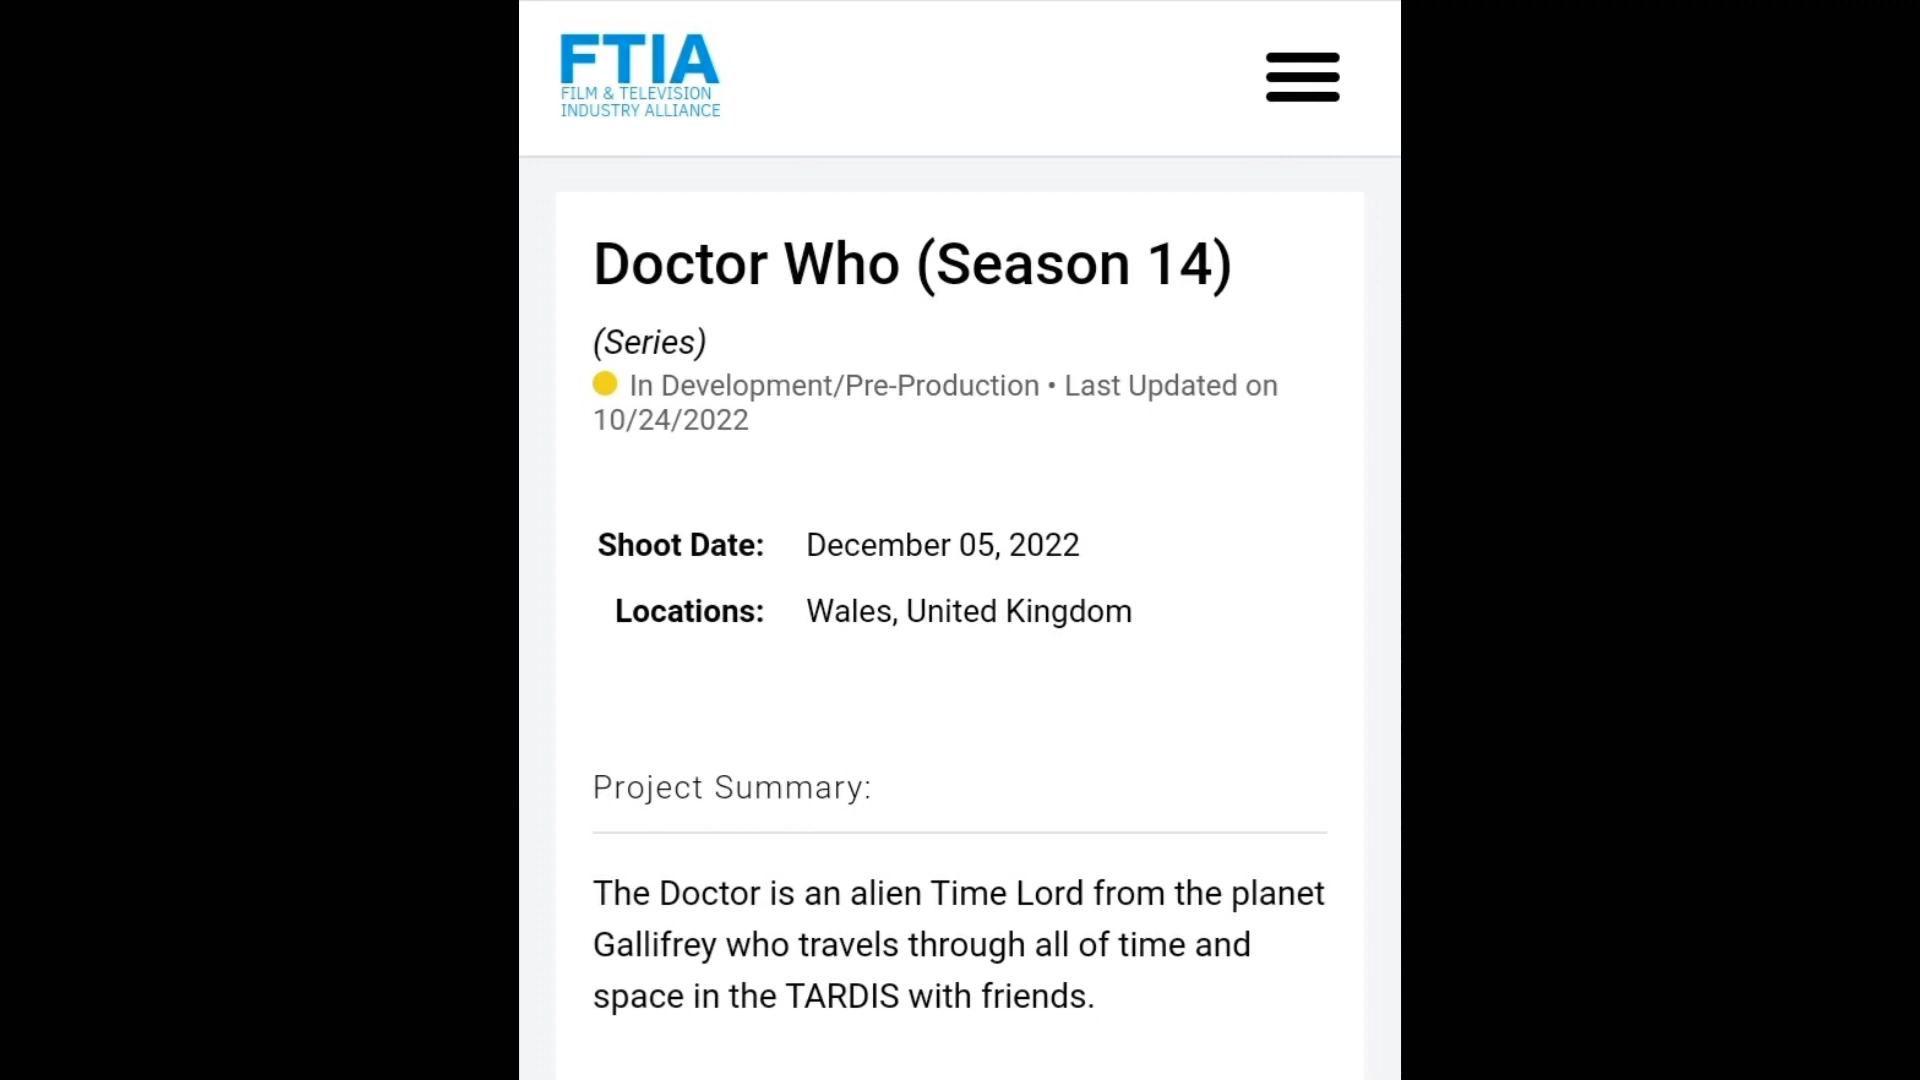 FTIA
FILM & TELEVISION
INDUSTRY ALLIANCE
Doctor Who (Season 14)
(Series)
In Development/Pre-Production • Last Updated on
10/24/2022
Shoot Date: December 05, 2022
Locations: Wales, United Kingdom
Project Summary:
The Doctor is an alien Time Lord from the planet
Gallifrey who travels through all of time and
space in the TARDIS with friends.